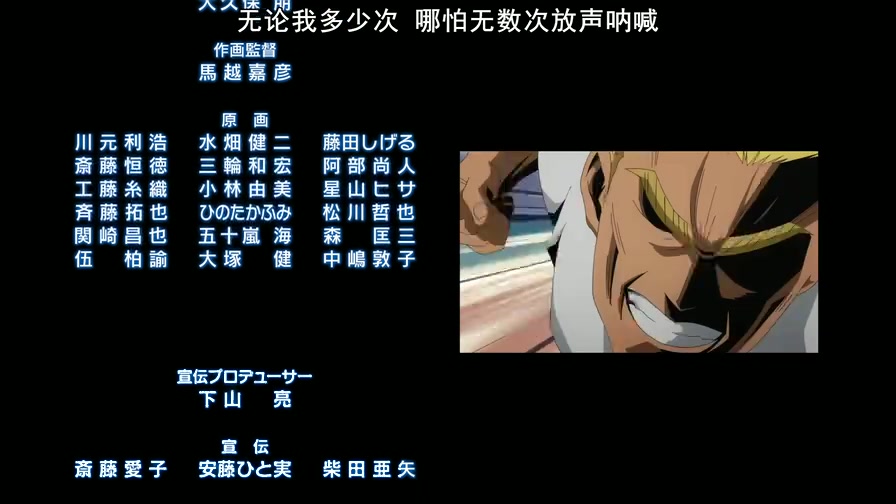 大久保 朋
无论我多少次 哪怕无数次放声呐喊
作画監督
馬越嘉彦
原 画
川元利浩 水畑健二 藤田しげる
斎藤恒徳 三輪和宏 阿部尚人
工藤糸織 小林由美 星山ヒサ
斉藤拓也 ひのたかふみ 松川哲也
関崎昌也 五十嵐 海 森 匡三
伍 柏諭 大塚 健 中嶋敦子
宣伝プロデューサー
下山 亮
宣 伝
斎藤愛子 安藤ひと実 柴田亜矢